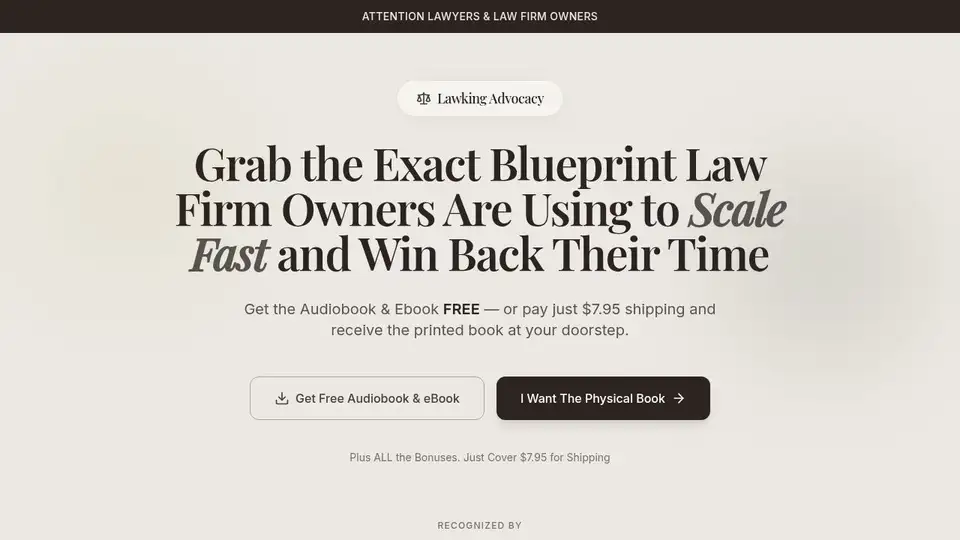 ATTENTION LAWYERS & LAW FIRM OWNERS
Lawking Advocacy
Grab the Exact Blueprint Law
Firm Owners Are Using to Scale
Fast and Win Back Their Time
Get the Audiobook & Ebook FREE — or pay just $7.95 shipping and
receive the printed book at your doorstep.
Get Free Audiobook & eBook
I Want The Physical Book
Plus ALL the Bonuses. Just Cover $7.95 for Shipping
RECOGNIZED BY